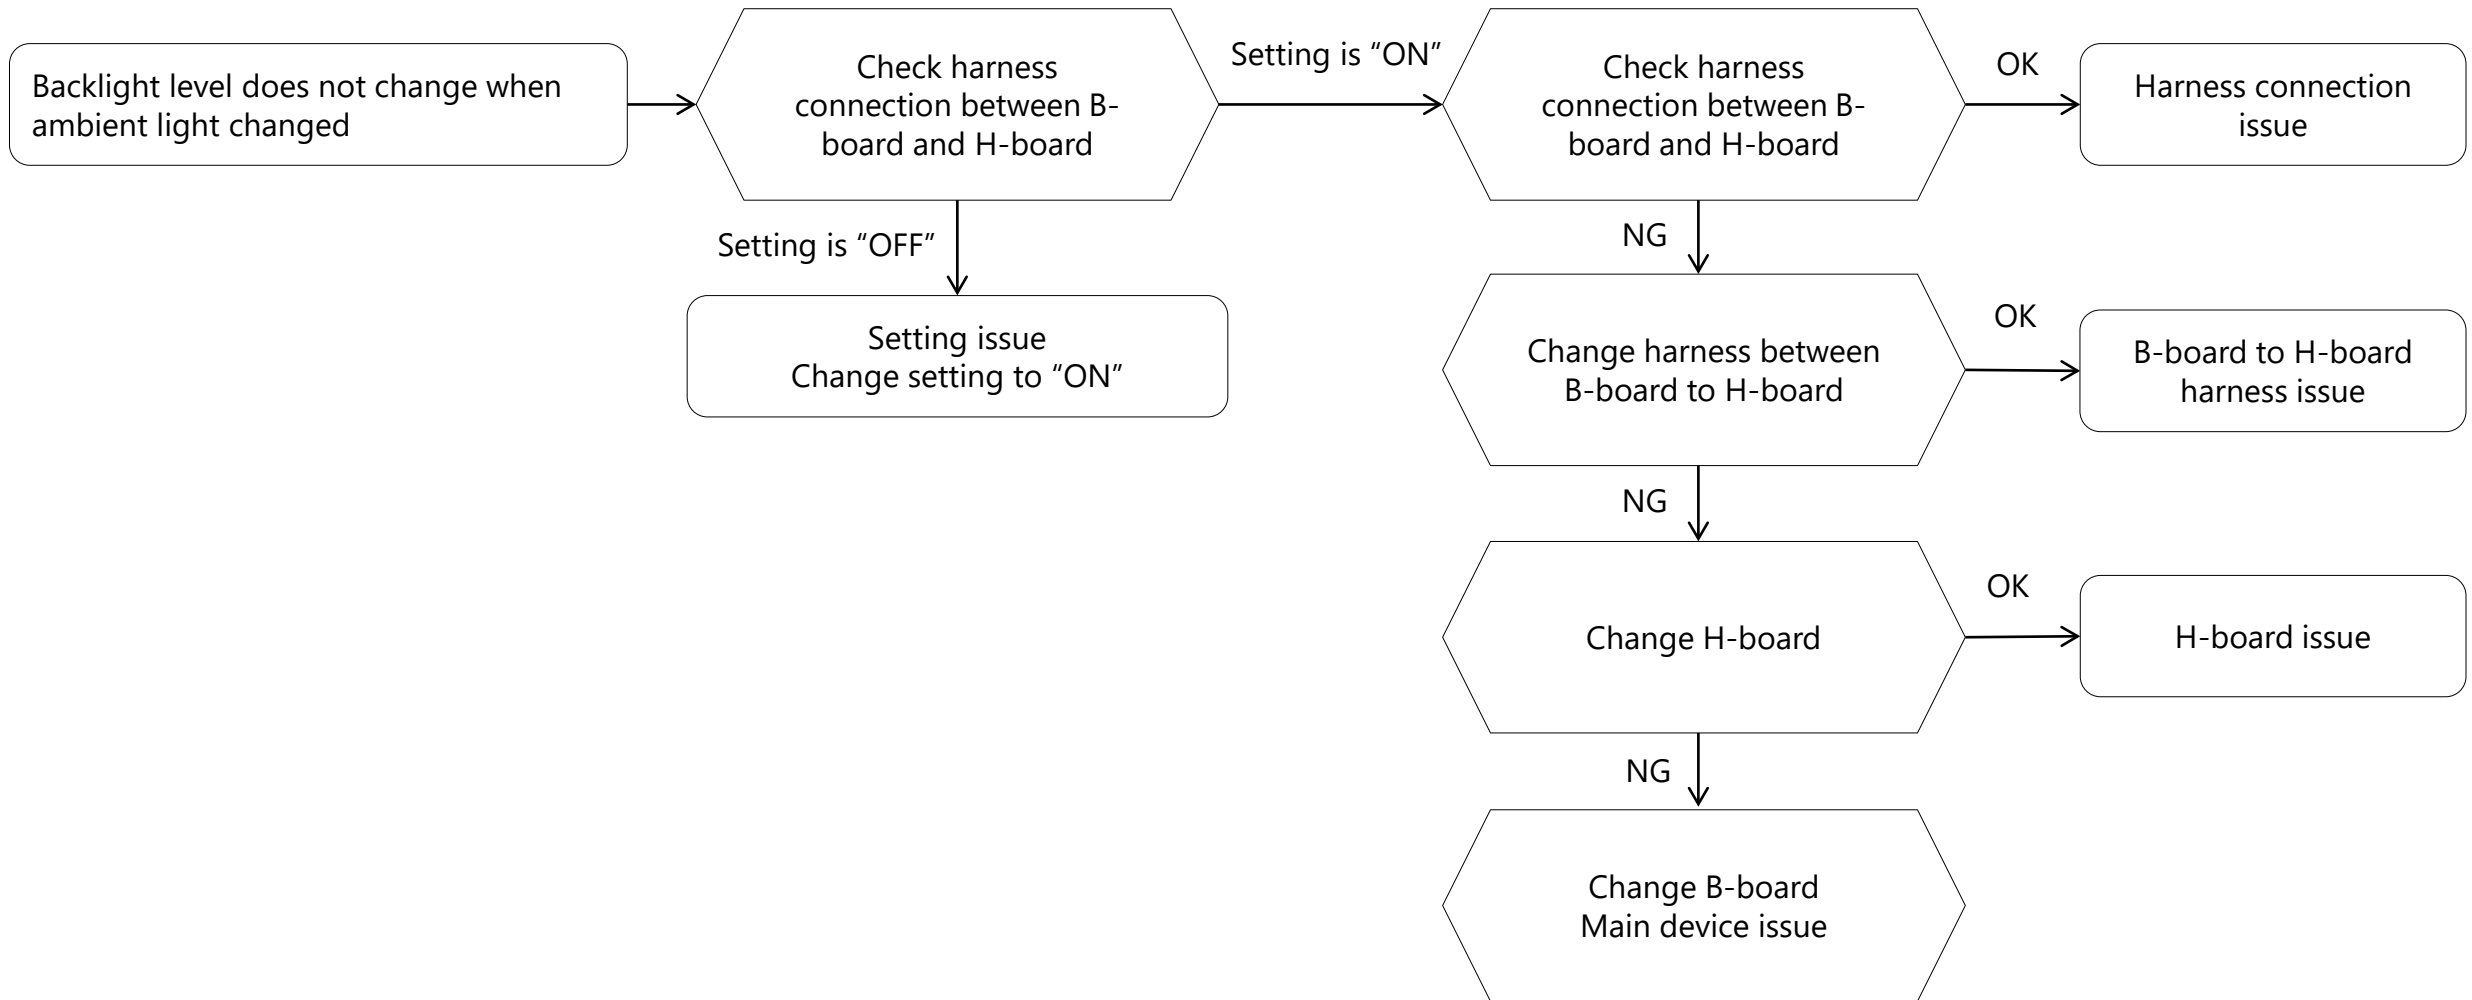 Backlight level does not change when
ambient light changed
Check harness
connection between B-
board and H-board
Setting is “ON”
Check harness
connection between B-
board and H-board
OK
Harness connection
issue
Setting is “OFF”
Setting issue
Change setting to “ON”
NG
Change harness between
B-board to H-board
OK
B-board to H-board
harness issue
NG
Change H-board
OK
H-board issue
NG
Change B-board
Main device issue